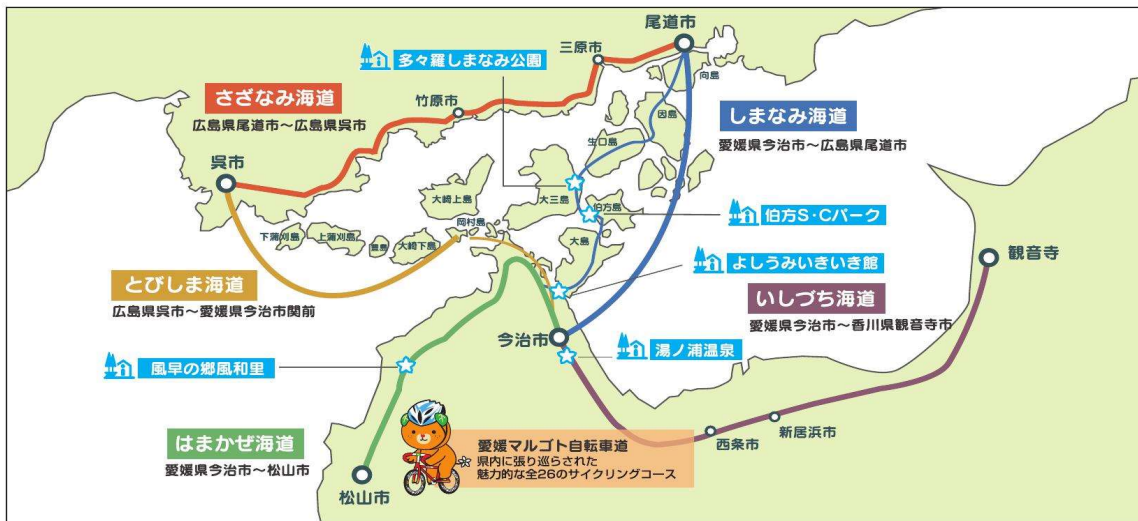 尾道市
三原市
多々羅しまなみ公園
向島
竹原市
さざなみ海道
広島県尾道市～広島県呉市
因島
しまなみ海道
愛媛県今治市～広島県尾道市
生口島
呉市
大崎上島
大三島
伯方島
伯方S・Cパーク
岡村島
下蒲刈島
上蒲刈島
豊島
大崎下島
大島
観音寺
よしうみいきいき館
とびしま海道
広島県呉市～愛媛県今治市関前
いしづち海道
愛媛県今治市～香川県観音寺市
今治市
湯ノ浦温泉
風早の郷風和里
はまかぜ海道
愛媛県今治市～松山市
西条市
新居浜市
愛媛マルゴト自転車道
県内に張り巡らされた
魅力的な全26のサイクリングコース
松山市